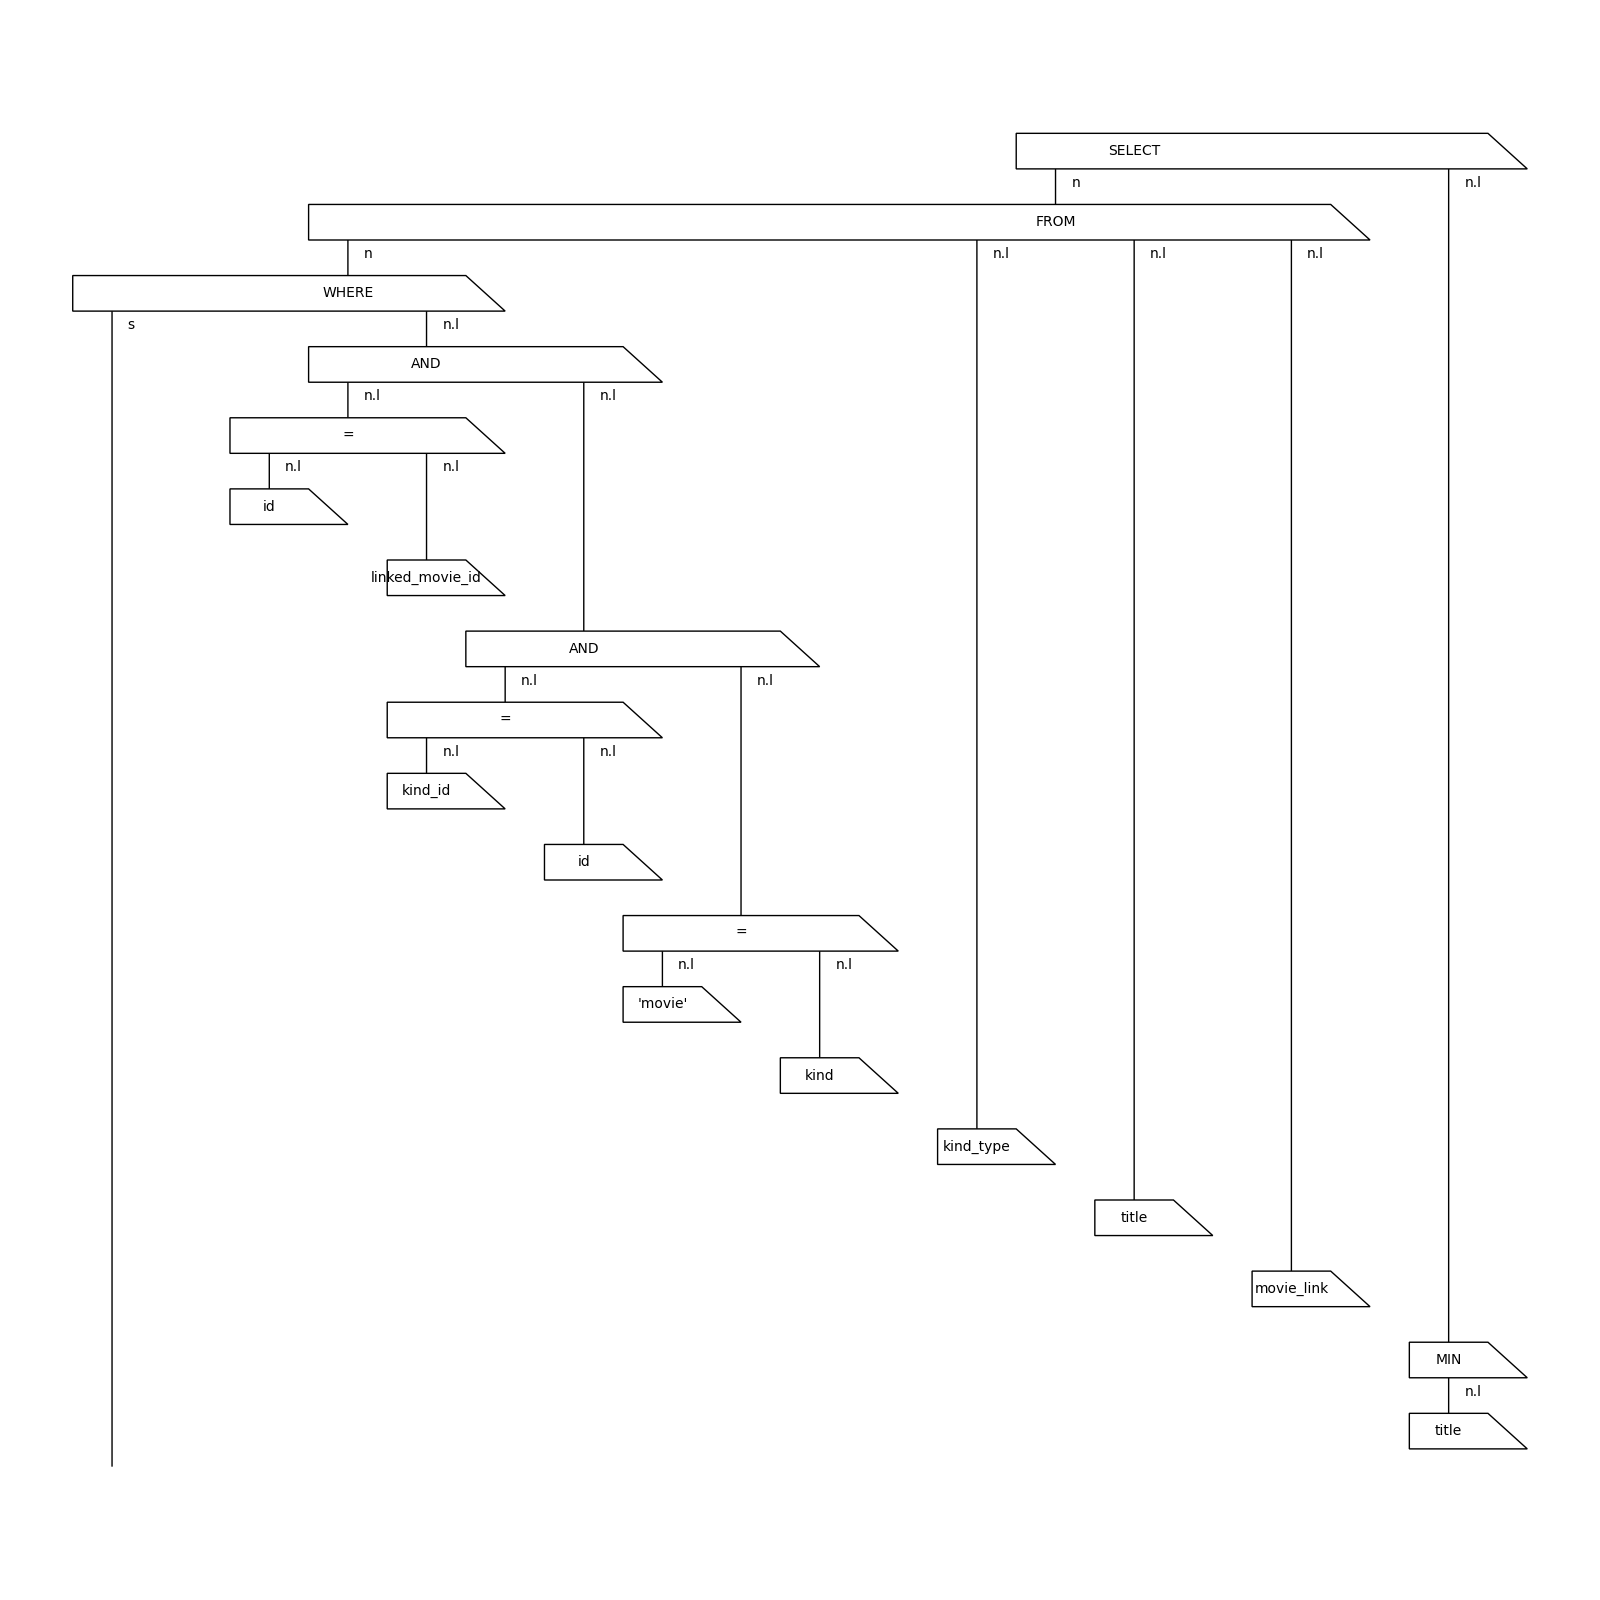 SELECT
n n.l
FROM
n n.l n.l n.l
WHERE
s n.l
AND
n.l n.l
=
n.l n.l
id
linked_movie_id
AND
n.l n.l
=
n.l n.l
kind_id
id
=
n.l n.l
'movie'
kind
kind_type
title
movie_link
MIN
n.l
title